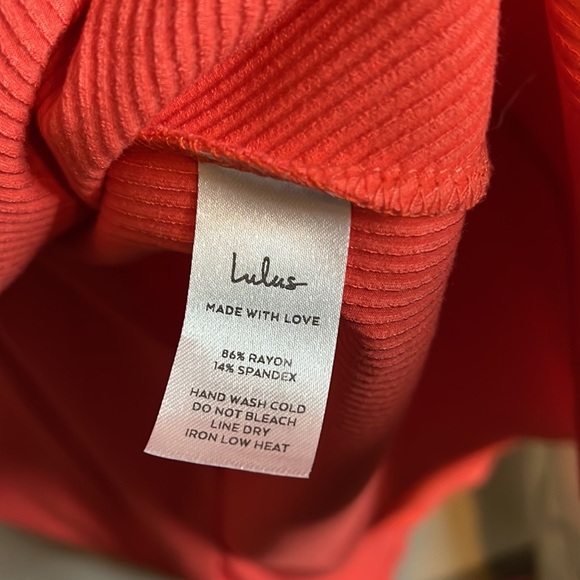 Lulus
MADE WITH LOVE
86% RAYON
14% SPANDEX
HAND WASH COLD
DO NOT BLEACH
LINE DRY
IRON LOW HEAT